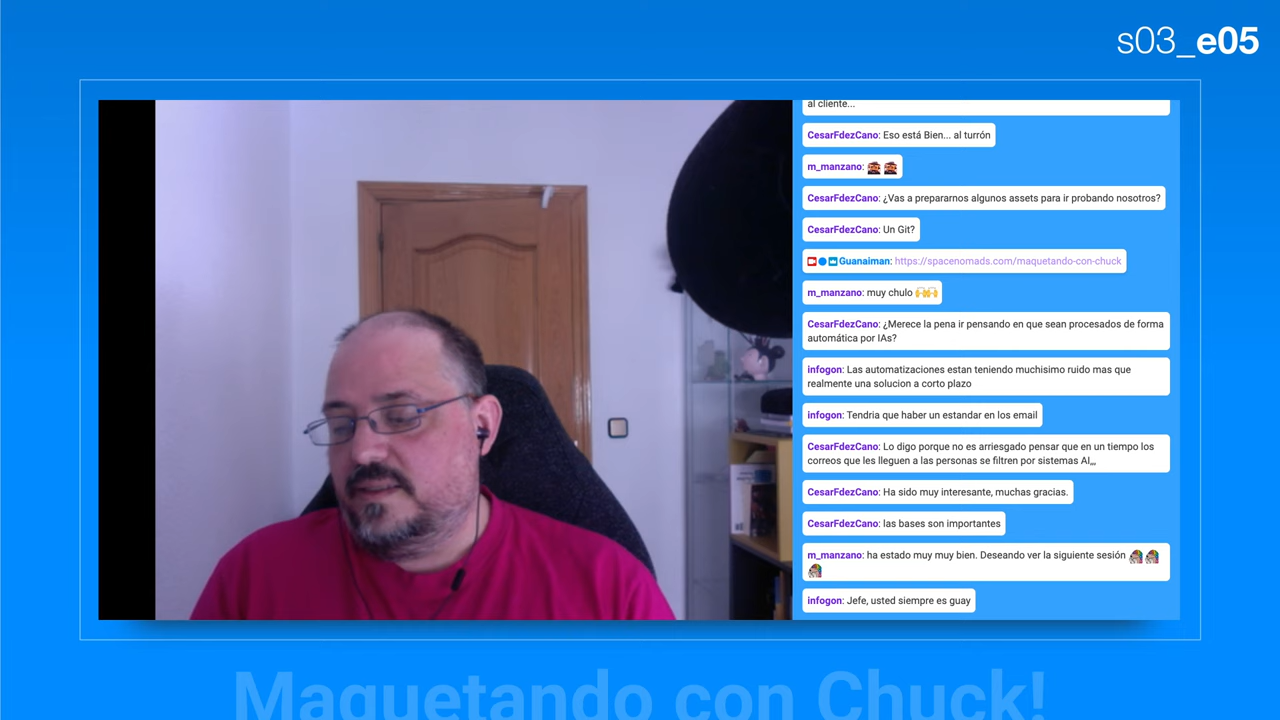 s03_e05
al cliente...
CesarFdezCano: Eso está Bien... al turrón
m_manzano:
CesarFdezCano: ¿Vas a prepararnos algunos assets para ir probando nosotros?
CesarFdezCano: Un Git?
Guanaiman: https://spacenomads.com/maquetando-con-chuck
m_manzano: muy chulo 🙌🙌
CesarFdezCano: ¿Merece la pena ir pensando en que sean procesados de forma
automática por IAs?
infogon: Las automatizaciones estan teniendo muchisimo ruido mas que
realmente una solucion a corto plazo
infogon: Tendria que haber un estandar en los email
CesarFdezCano: Lo digo porque no es arriesgado pensar que en un tiempo los
correos que les lleguen a las personas se filtren por sistemas AI,,,
CesarFdezCano: Ha sido muy interesante, muchas gracias.
CesarFdezCano: las bases son importantes
m_manzano: ha estado muy muy bien. Deseando ver la siguiente sesión
infogon: Jefe, usted siempre es guay
Maquetando con Chuck!